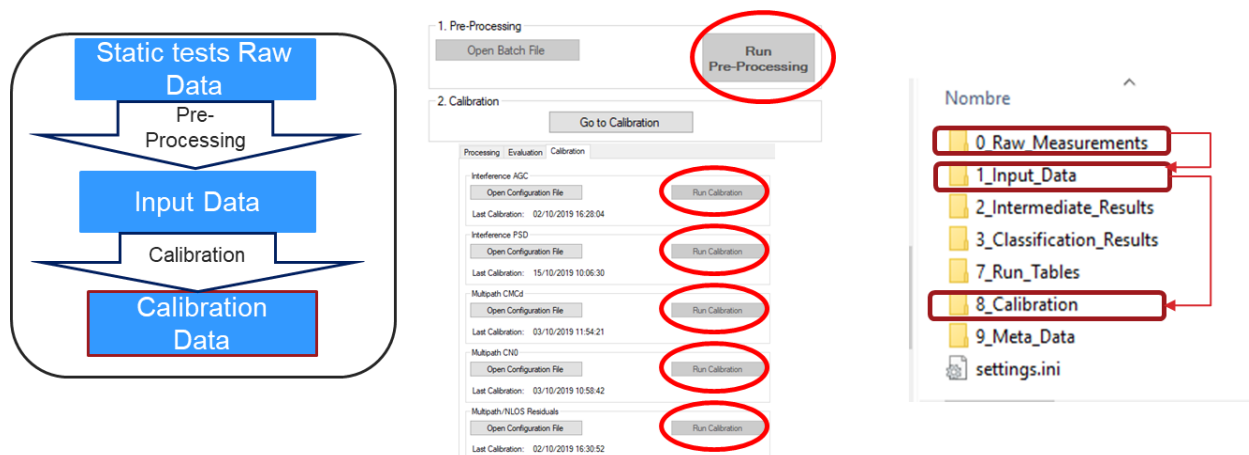 Static tests Raw
Data
Pre-
Processing
Input Data
Calibration
Calibration
Data
1. Pre-Processing
Open Batch File
Run
Pre-Processing
2. Calibration
Go to Calibration
Processing Evaluation Calibration
Interference AGC
Open Configuration File Run Calibration
Last Calibration: 02/10/2019 16:28:04
Interference PSD
Open Configuration File Run Calibration
Last Calibration: 15/10/2019 10:06:30
Multipath CMCd
Open Configuration File Run Calibration
Last Calibration: 03/10/2019 11:54:21
Multipath CN0
Open Configuration File Run Calibration
Last Calibration: 03/10/2019 10:58:42
Multipath/NLOS Residuals
Open Configuration File Run Calibration
Last Calibration: 02/10/2019 16:30:52
Nombre
0_Raw_Measurements
1_Input_Data
2_Intermediate_Results
3_Classification_Results
7_Run_Tables
8_Calibration
9_Meta_Data
settings.ini